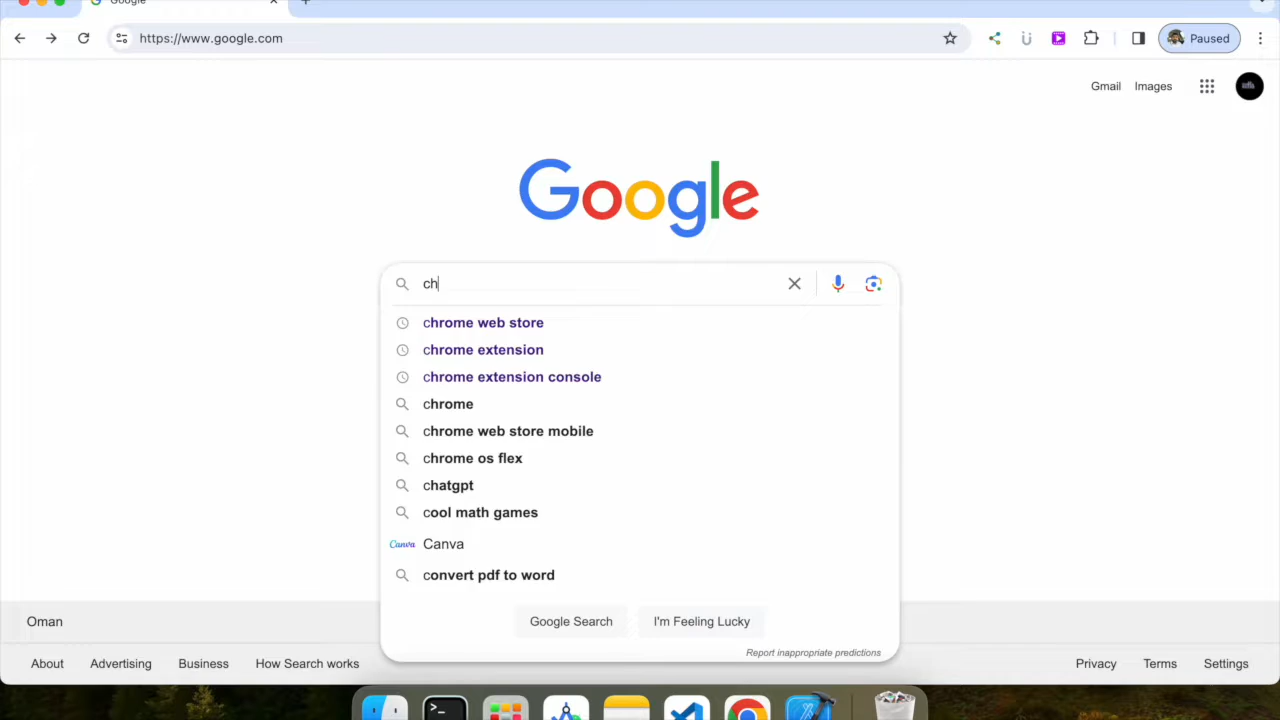 Google
https://www.google.com
Paused
Gmail Images
Google
ch
chrome web store
chrome extension
chrome extension console
chrome
chrome web store mobile
chrome os flex
chatgpt
cool math games
Canva Canva
convert pdf to word
Google Search I'm Feeling Lucky
Report inappropriate predictions
Oman
About Advertising Business How Search works Privacy Terms Settings